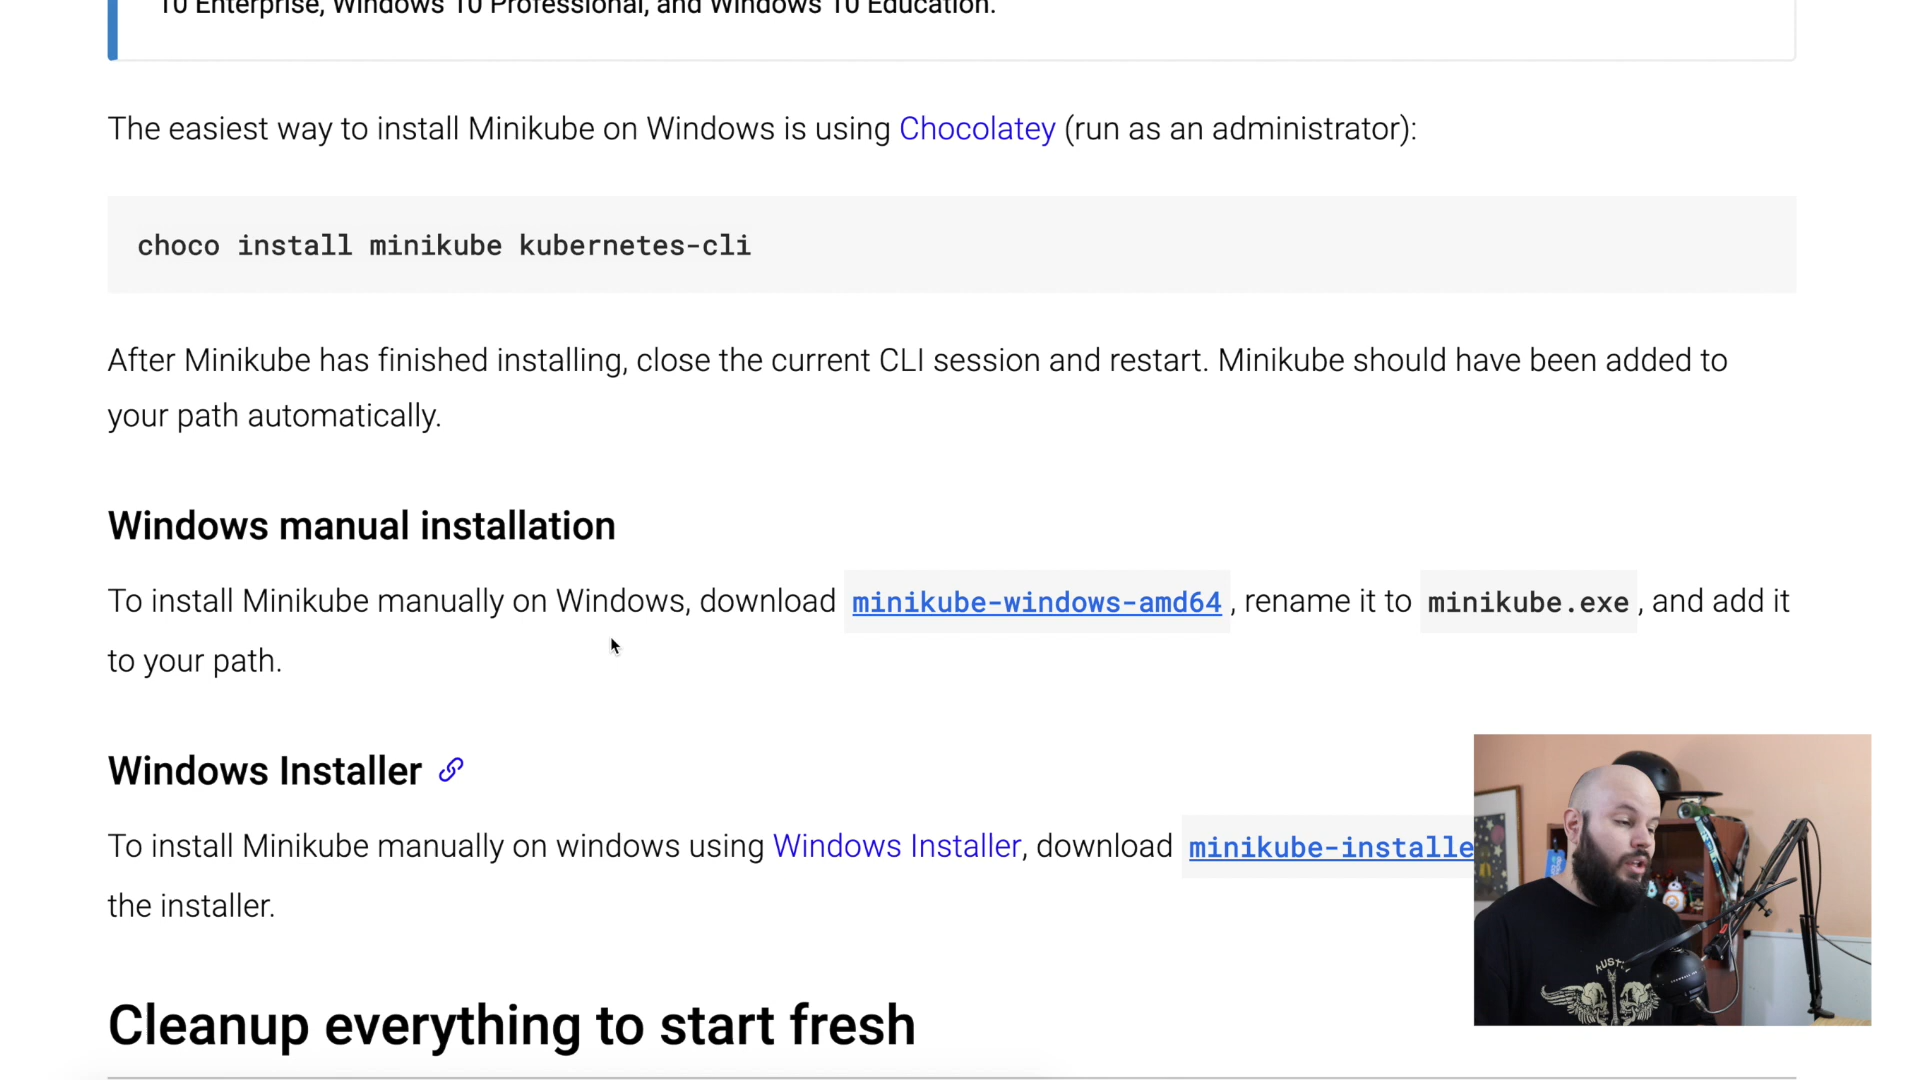 10 Enterprise, Windows 10 Professional, and Windows 10 Education.
The easiest way to install Minikube on Windows is using Chocolatey (run as an administrator):
choco install minikube kubernetes-cli
After Minikube has finished installing, close the current CLI session and restart. Minikube should have been added to
your path automatically.
Windows manual installation
To install Minikube manually on Windows, download minikube-windows-amd64 , rename it to minikube.exe , and add it
to your path.
Windows Installer
To install Minikube manually on windows using Windows Installer, download minikube-installe
the installer.
Cleanup everything to start fresh